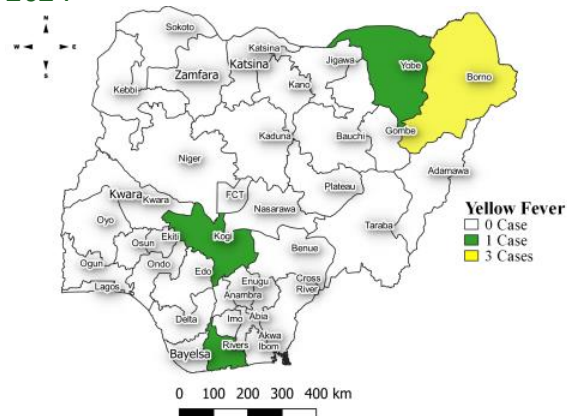 N
W E
S
Sokoto
Katsina
Katsina
Jigawa
Yobe
Borno
Zamfara
Kebbi
Kano
Kaduna
Bauchi
Gombe
Niger
Adamawa
Plateau
Kwara
Kwara
FCT
Nasarawa
Taraba
Oyo
Osun
Ekiti
Kogi
Benue
Ogun
Ondo
Edo
Lagos
Enugu
Cross
River
Anambra
Delta
Imo
Abia
Bayelsa
Rivers
Akwa
Ibom
Yellow Fever
0 Case
1 Case
3 Cases
0 100 200 300 400 km